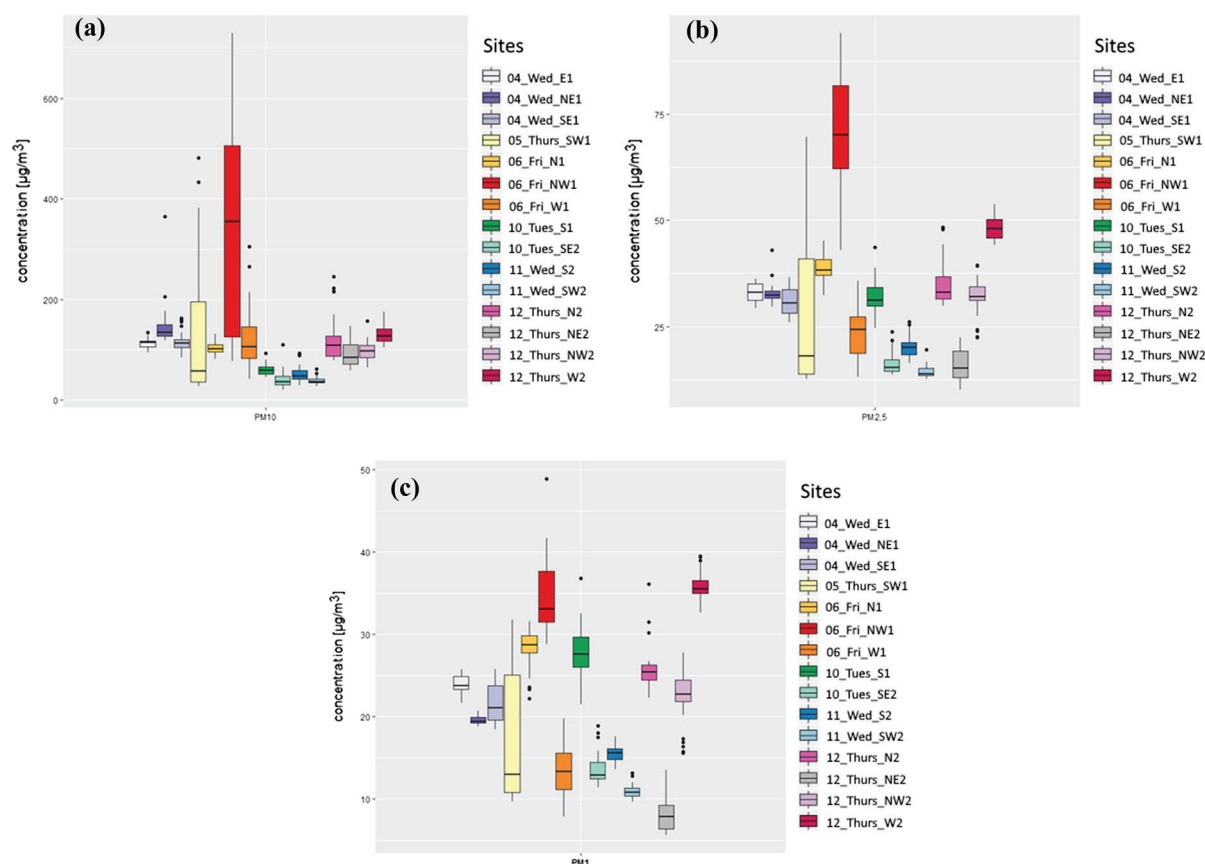 (a)
concentration [µg/m³]
600
400
200
0
PM10
Sites
04_Wed_E1
04_Wed_NE1
04_Wed_SE1
05_Thurs_SW1
06_Fri_N1
06_Fri_NW1
06_Fri_W1
10_Tues_S1
10_Tues_SE2
11_Wed_S2
11_Wed_SW2
12_Thurs_N2
12_Thurs_NE2
12_Thurs_NW2
12_Thurs_W2
(b)
concentration [µg/m³]
75
50
25
PM2,5
Sites
04_Wed_E1
04_Wed_NE1
04_Wed_SE1
05_Thurs_SW1
06_Fri_N1
06_Fri_NW1
06_Fri_W1
10_Tues_S1
10_Tues_SE2
11_Wed_S2
11_Wed_SW2
12_Thurs_N2
12_Thurs_NE2
12_Thurs_NW2
12_Thurs_W2
(c)
concentration [µg/m³]
50
40
30
20
10
PM1
Sites
04_Wed_E1
04_Wed_NE1
04_Wed_SE1
05_Thurs_SW1
06_Fri_N1
06_Fri_NW1
06_Fri_W1
10_Tues_S1
10_Tues_SE2
11_Wed_S2
11_Wed_SW2
12_Thurs_N2
12_Thurs_NE2
12_Thurs_NW2
12_Thurs_W2